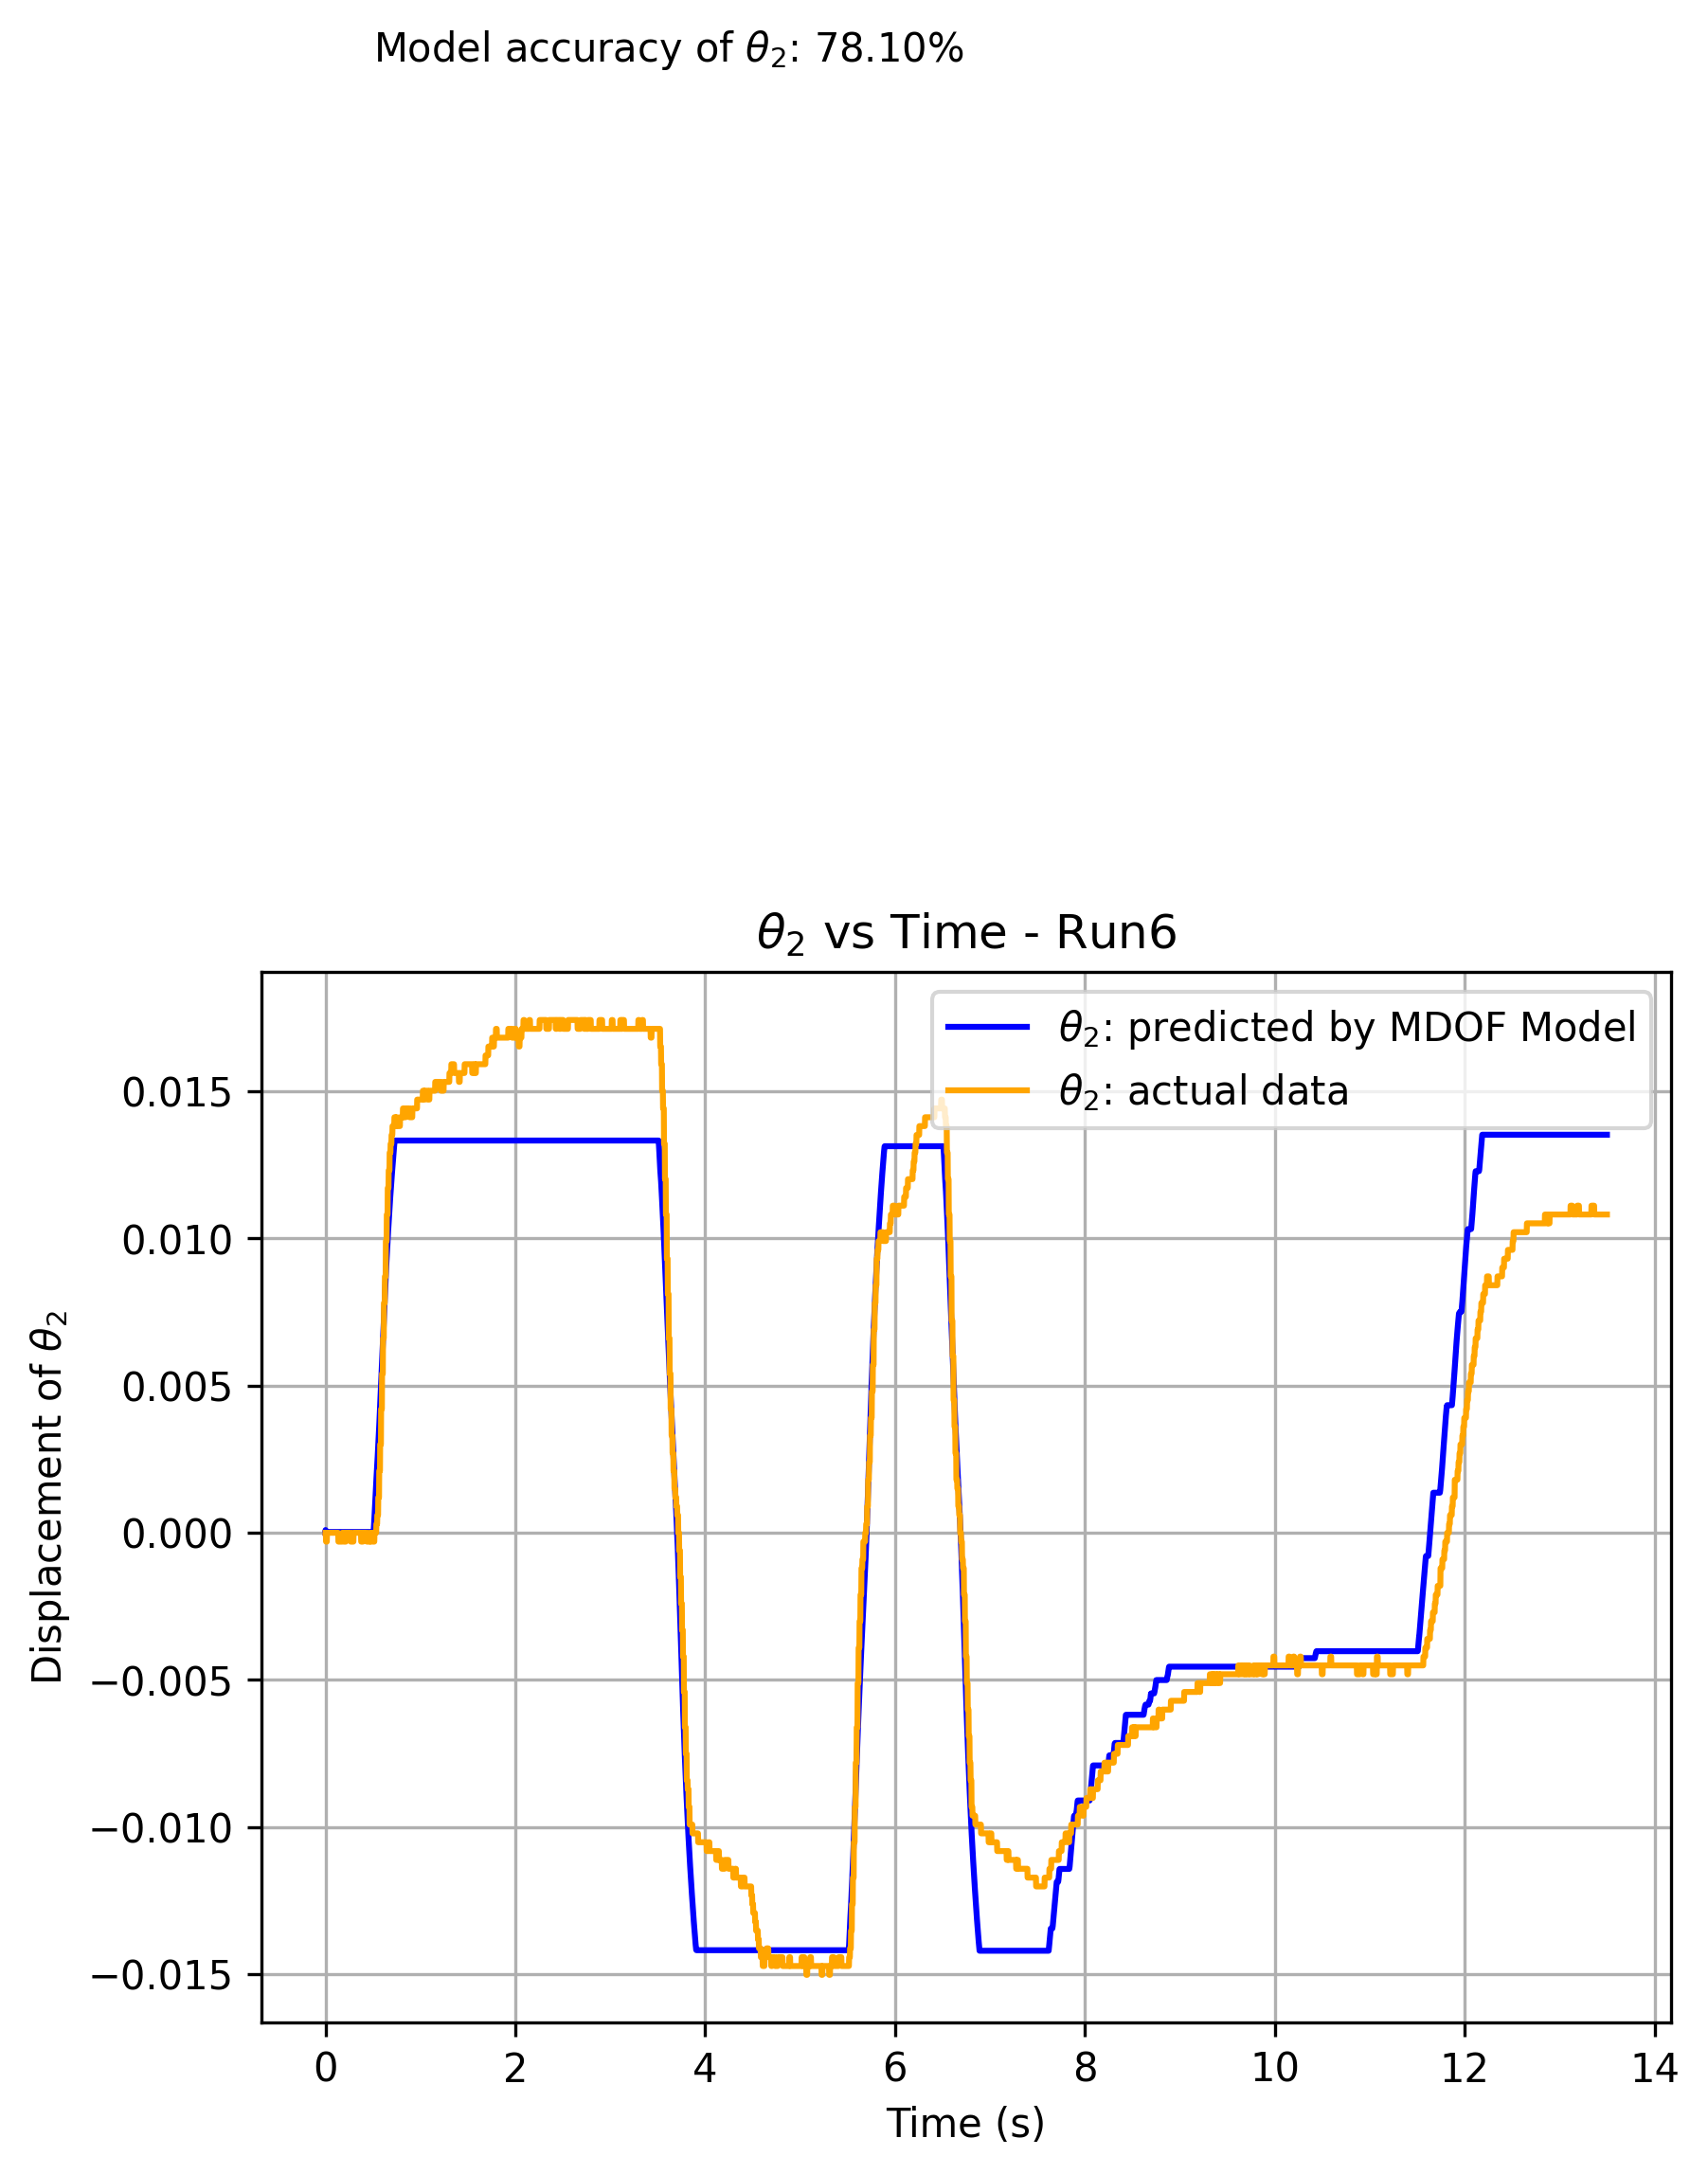 Model accuracy of θ₂: 78.10%
θ₂ vs Time - Run6
θ₂: predicted by MDOF Model
θ₂: actual data
Displacement of θ₂
0.015
0.010
0.005
0.000
−0.005
−0.010
−0.015
0 2 4 6 8 10 12 14
Time (s)